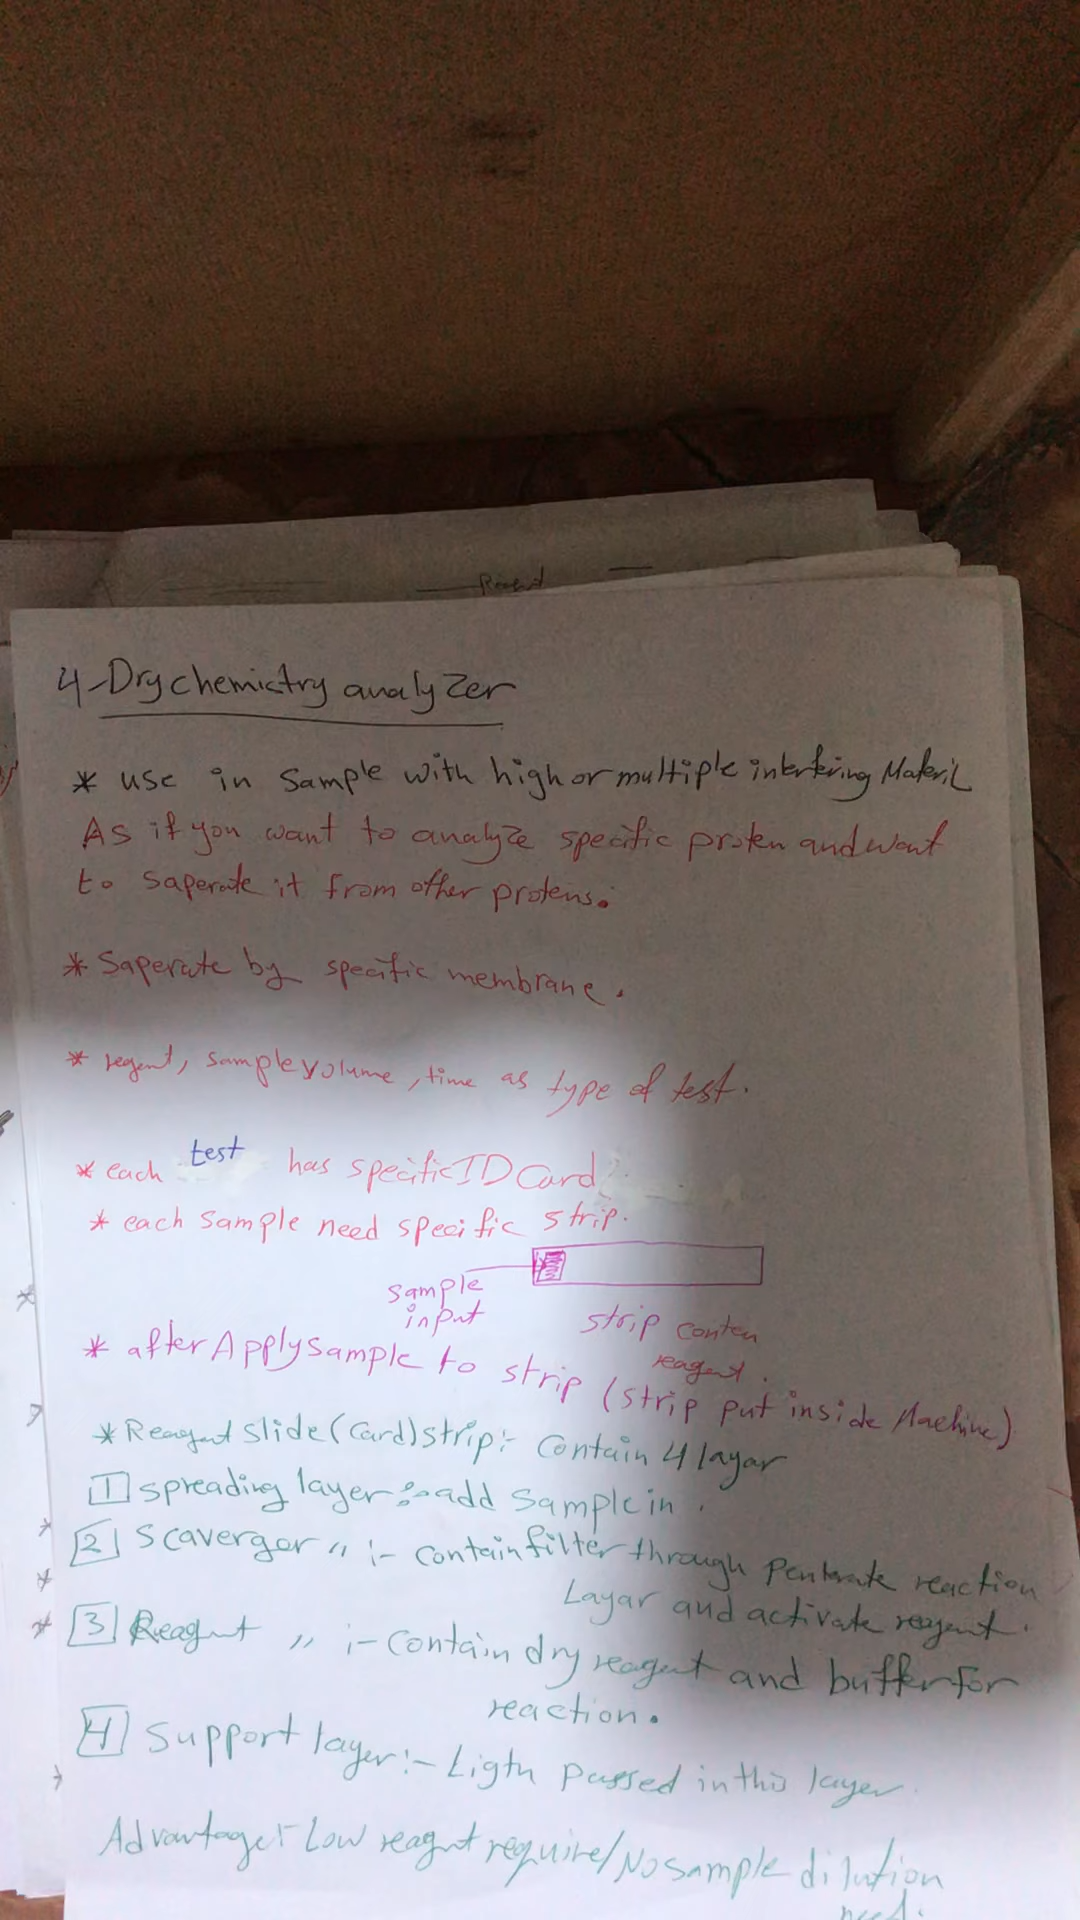 Reagent
4-Dry chemistry analyzer
* use in sample with high or multiple interfering Materil
As if you want to analyze specific proten and want
to saperate it from other protens.
* Saperate by specific membrane.
* regent, sample volume, time as type of test.
* each test has specific ID Card
* each sample need specific strip.
sample
input
strip conten
reagent.
* after Apply sample to strip (strip put inside Machine)
* Reagent slide (Card) strip:- Contain 4 layar
1 spreading layer :- add sample in.
2 Scaverger " :- contain filter through penterate reaction
Layar and activate reagent.
3 Reagent " :- contain dry reagent and buffer for
reaction.
4 Support layer:- Ligth passed in this layer.
Advantage:- Low reagent require/No sample dilution
need.